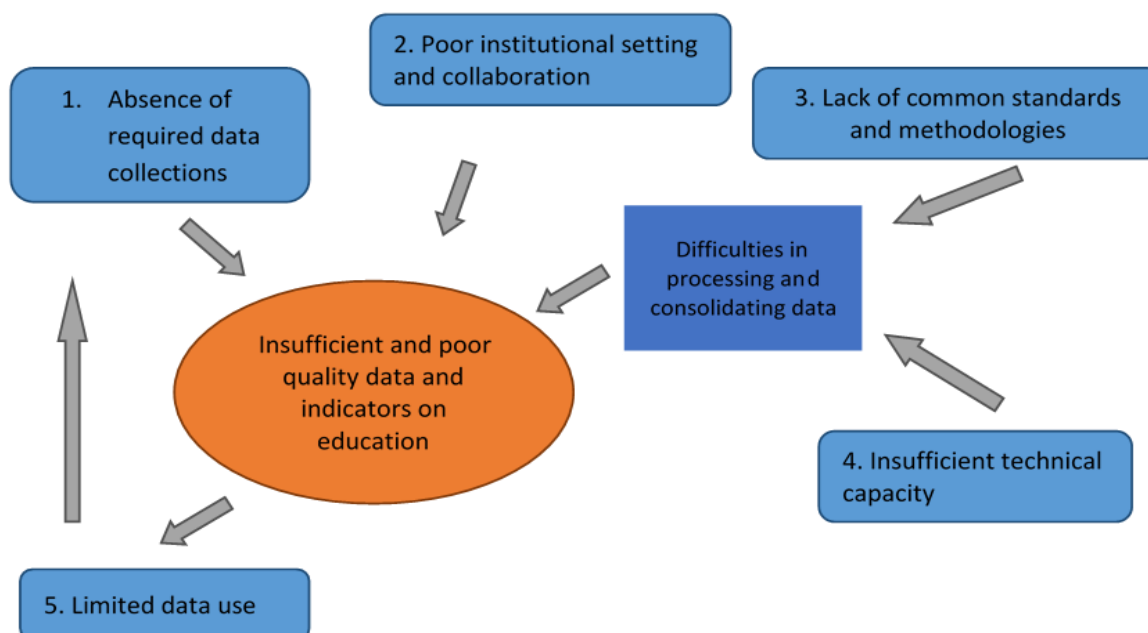 1. Absence of
required data
collections
2. Poor institutional setting
and collaboration
3. Lack of common standards
and methodologies
Difficulties in
processing and
consolidating data
Insufficient and poor
quality data and
indicators on
education
4. Insufficient technical
capacity
5. Limited data use